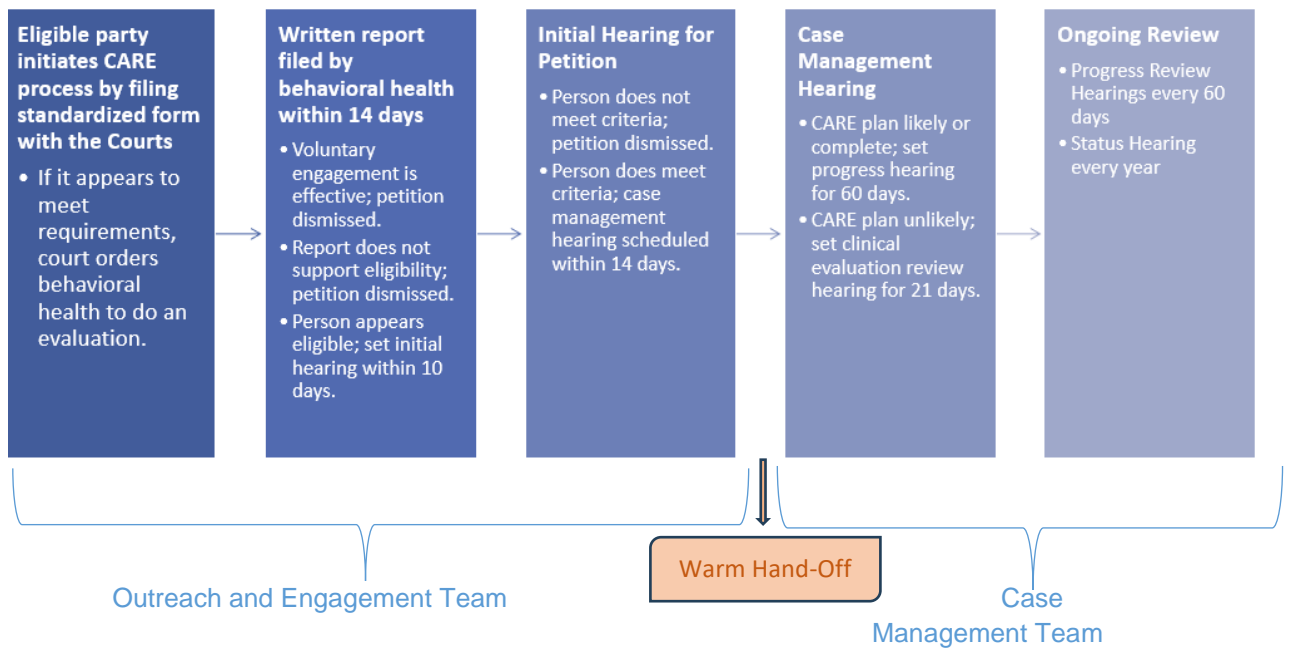 Eligible party
initiates CARE
process by filing
standardized form
with the Courts
• If it appears to
meet
requirements,
court orders
behavioral
health to do an
evaluation.
Written report
filed by
behavioral health
within 14 days
• Voluntary
engagement is
effective; petition
dismissed.
• Report does not
support eligibility;
petition dismissed.
• Person appears
eligible; set initial
hearing within 10
days.
Initial Hearing for
Petition
• Person does not
meet criteria;
petition dismissed.
• Person does meet
criteria; case
management
hearing scheduled
within 14 days.
Case
Management
Hearing
• CARE plan likely or
complete; set
progress hearing
for 60 days.
• CARE plan unlikely;
set clinical
evaluation review
hearing for 21 days.
Ongoing Review
• Progress Review
Hearings every 60
days
• Status Hearing
every year
Warm Hand-Off
Outreach and Engagement Team
Case
Management Team